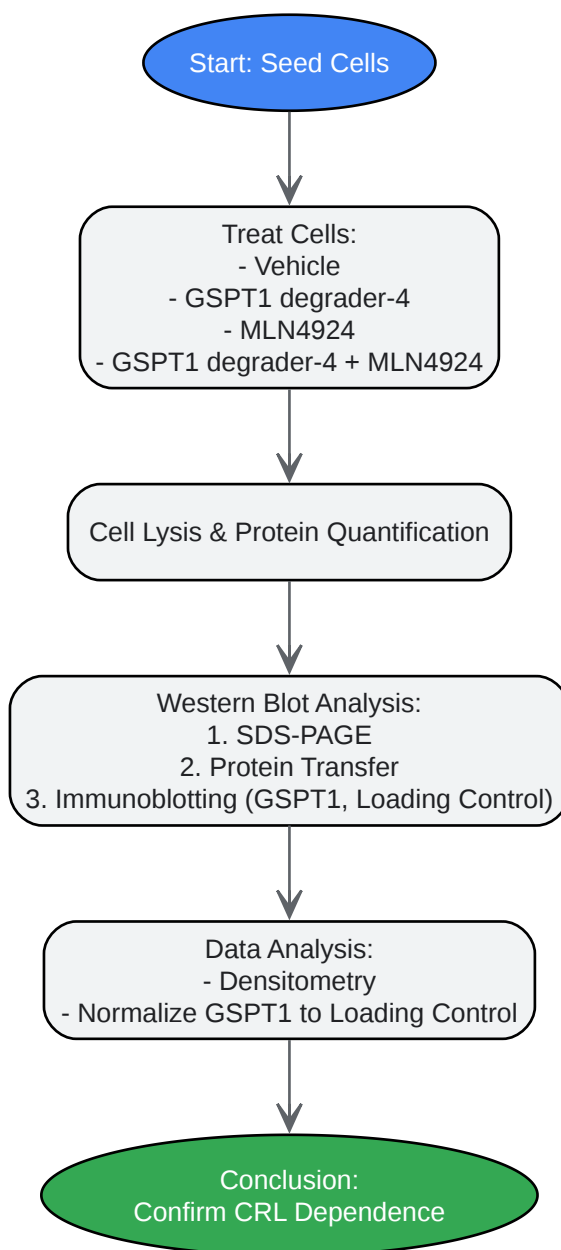 Start: Seed Cells
Treat Cells:
- Vehicle
- GSPT1 degrader-4
- MLN4924
- GSPT1 degrader-4 + MLN4924
Cell Lysis & Protein Quantification
Western Blot Analysis:
1. SDS-PAGE
2. Protein Transfer
3. Immunoblotting (GSPT1, Loading Control)
Data Analysis:
- Densitometry
- Normalize GSPT1 to Loading Control
Conclusion:
Confirm CRL Dependence